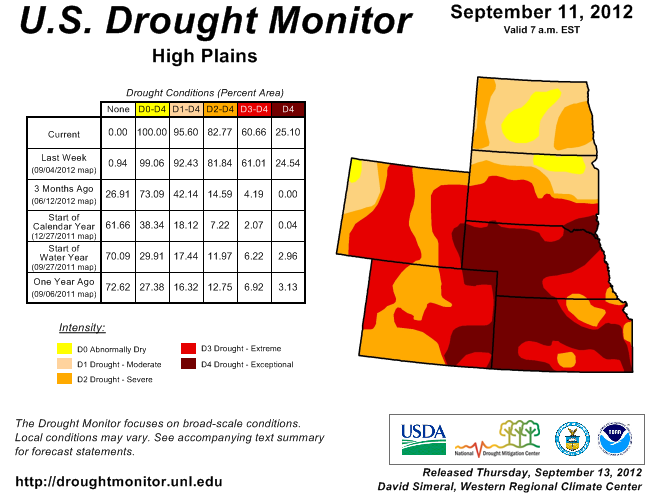 U.S. Drought Monitor
High Plains
September 11, 2012
Valid 7 a.m. EST
Drought Conditions (Percent Area)
None D0-D4 D1-D4 D2-D4 D3-D4 D4
Current 0.00 100.00 95.60 82.77 60.66 25.10
Last Week
(09/04/2012 map) 0.94 99.06 92.43 81.84 61.01 24.54
3 Months Ago
(06/12/2012 map) 26.91 73.09 42.14 14.59 4.19 0.00
Start of
Calendar Year
(12/27/2011 map) 61.66 38.34 18.12 7.22 2.07 0.04
Start of
Water Year
(09/27/2011 map) 70.09 29.91 17.44 11.97 6.22 2.96
One Year Ago
(09/06/2011 map) 72.62 27.38 16.32 12.75 6.92 3.13
Intensity:
D0 Abnormally Dry
D1 Drought - Moderate
D2 Drought - Severe
D3 Drought - Extreme
D4 Drought - Exceptional
The Drought Monitor focuses on broad-scale conditions.
Local conditions may vary. See accompanying text summary
for forecast statements.
http://droughtmonitor.unl.edu
USDA
National Drought Mitigation Center
NOAA
Released Thursday, September 13, 2012
David Simeral, Western Regional Climate Center